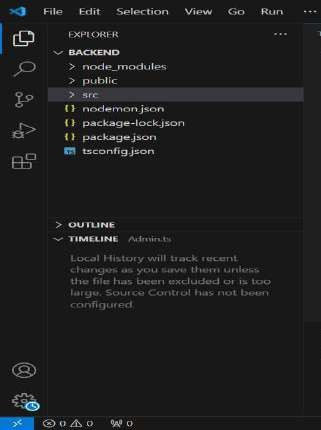 File Edit Selection View Go Run ...
EXPLORER ...
BACKEND
node_modules
public
src
{} nodemon.json
{} package-lock.json
{} package.json
TS tsconfig.json
OUTLINE
TIMELINE Admin.ts
Local History will track recent
changes as you save them unless
the file has been excluded or is too
large. Source Control has not been
configured.
0 0 0